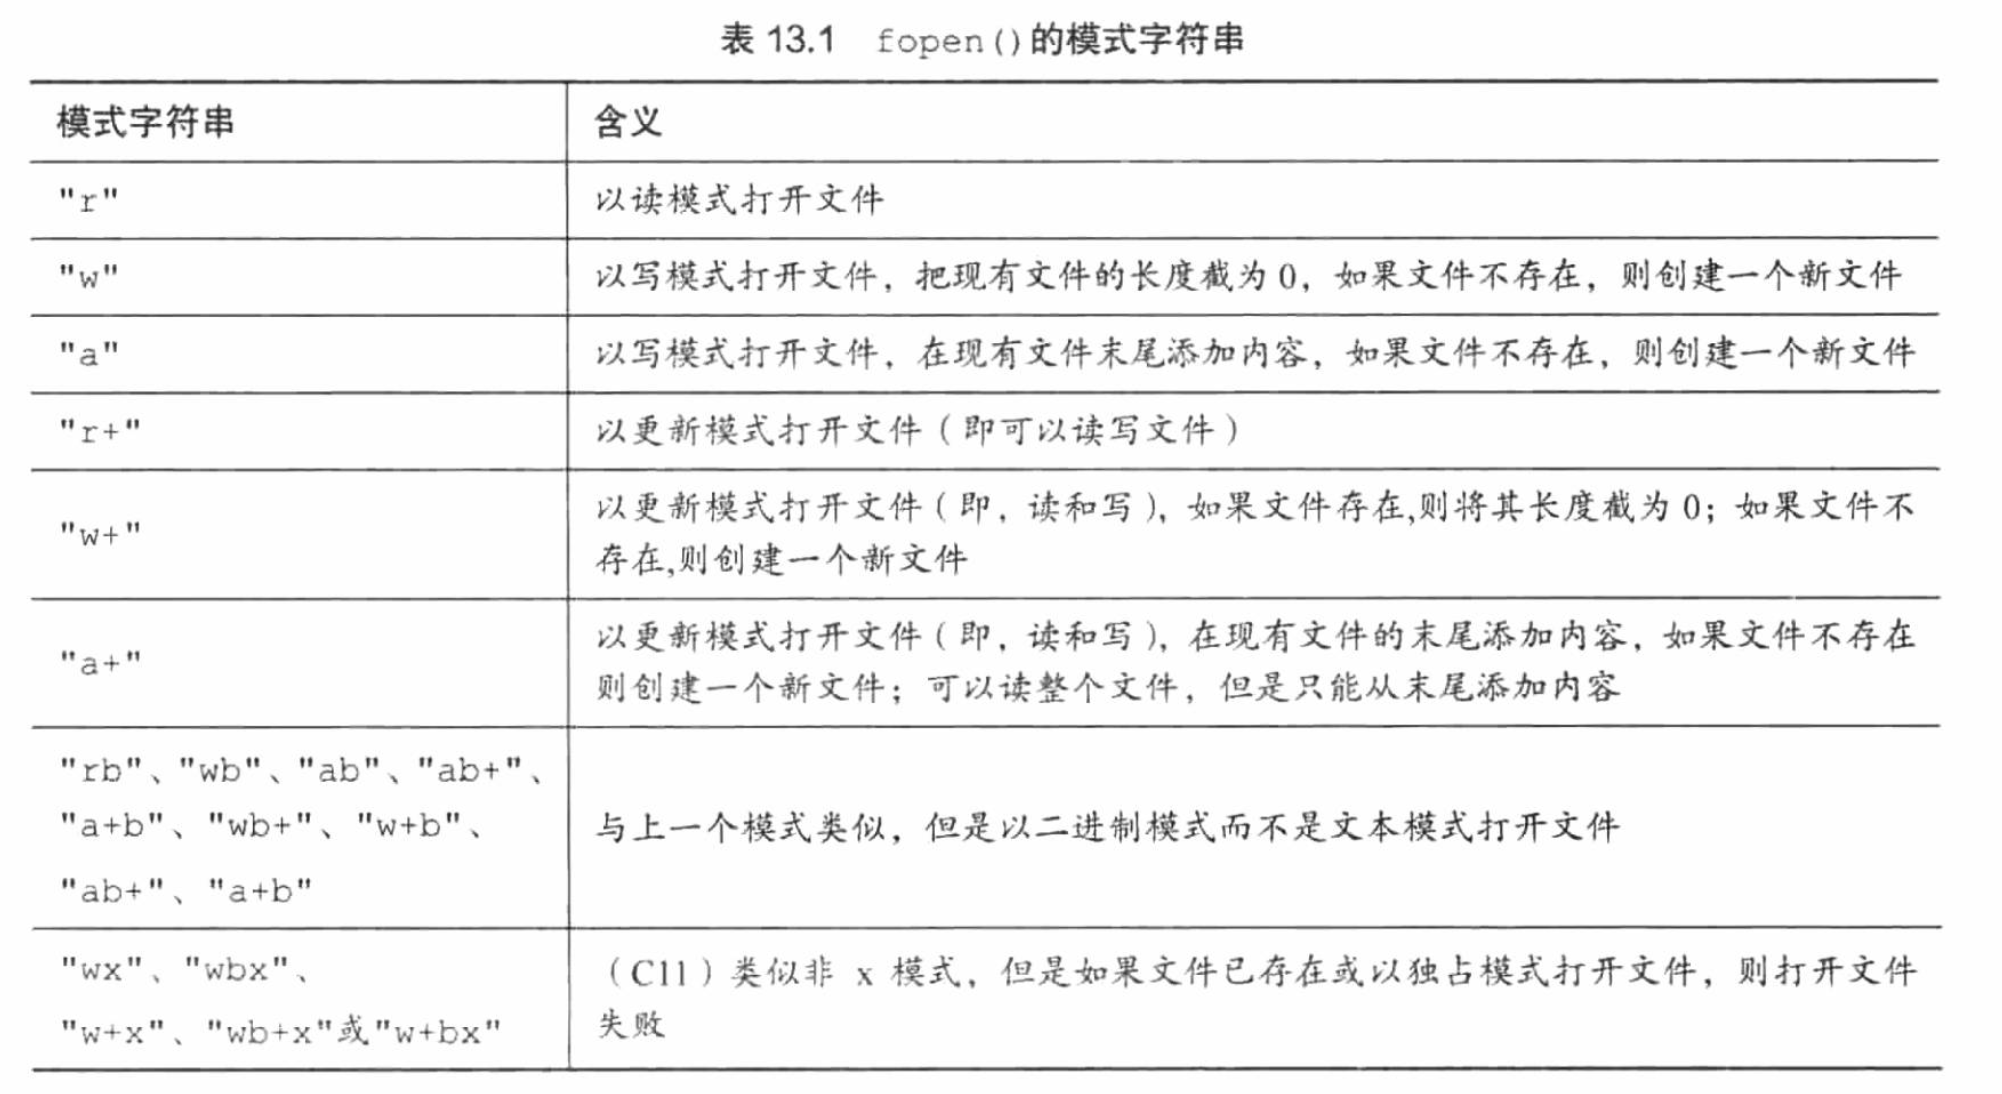 表 13.1 fopen()的模式字符串
模式字符串 含义
"r" 以读模式打开文件
"w" 以写模式打开文件，把现有文件的长度截为 0，如果文件不存在，则创建一个新文件
"a" 以写模式打开文件，在现有文件末尾添加内容，如果文件不存在，则创建一个新文件
"r+" 以更新模式打开文件（即可以读写文件）
"w+" 以更新模式打开文件（即，读和写），如果文件存在,则将其长度截为 0；如果文件不
存在,则创建一个新文件
"a+" 以更新模式打开文件（即，读和写），在现有文件的末尾添加内容，如果文件不存在
则创建一个新文件；可以读整个文件，但是只能从末尾添加内容
"rb"、"wb"、"ab"、"ab+"、
"a+b"、"wb+"、"w+b"、
"ab+"、"a+b"
与上一个模式类似，但是以二进制模式而不是文本模式打开文件
"wx"、"wbx"、
"w+x"、"wb+x"或"w+bx"
（C11）类似非 x 模式，但是如果文件已存在或以独占模式打开文件，则打开文件
失败